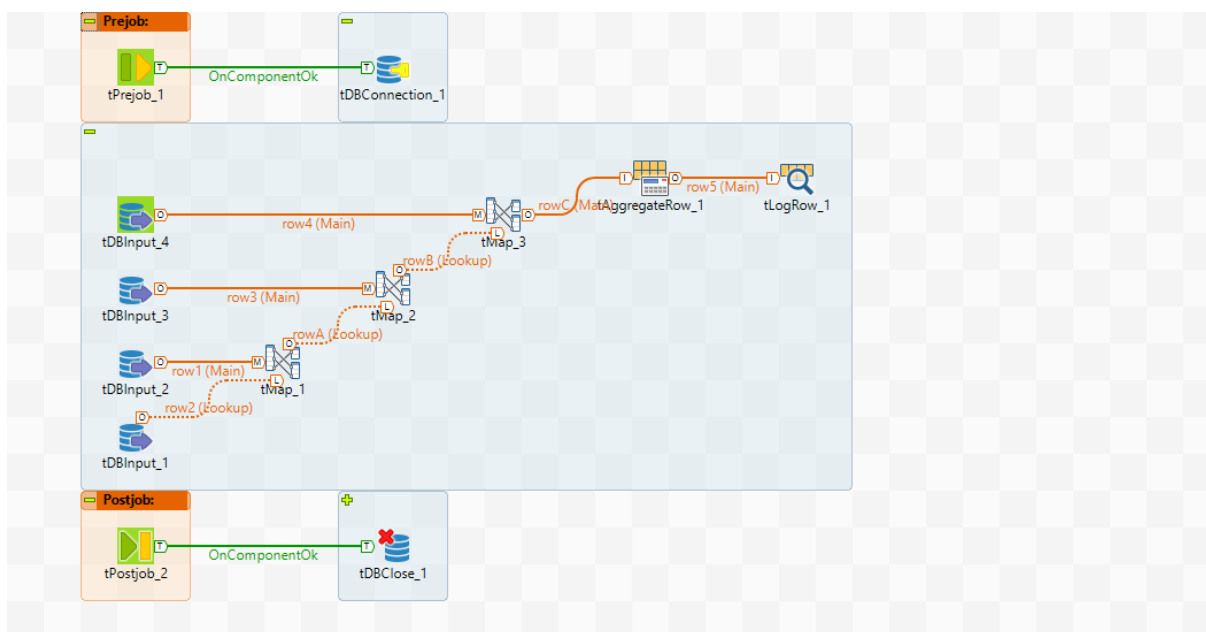 Prejob:
T
OnComponentOk
T
tPrejob_1
tDBConnection_1
I
O
row5 (Main)
I
rowC (Main)
tAggregateRow_1
tLogRow_1
O
row4 (Main)
M
O
L
tDBInput_4
tMap_3
rowB (Lookup)
O
O
row3 (Main)
M
L
tDBInput_3
tMap_2
rowA (Lookup)
O
O
row1 (Main)
M
L
tDBInput_2
tMap_1
row2 (Lookup)
O
tDBInput_1
Postjob:
T
OnComponentOk
T
tPostjob_2
tDBClose_1